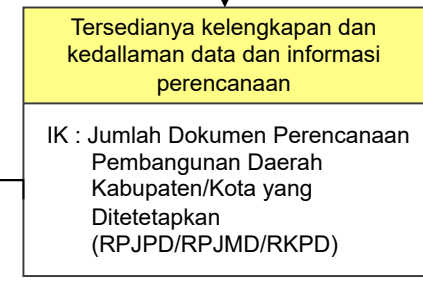 Tersedianya kelengkapan dan
kedallaman data dan informasi
perencanaan
IK : Jumlah Dokumen Perencanaan
Pembangunan Daerah
Kabupaten/Kota yang
Ditetetapkan
(RPJPD/RPJMD/RKPD)